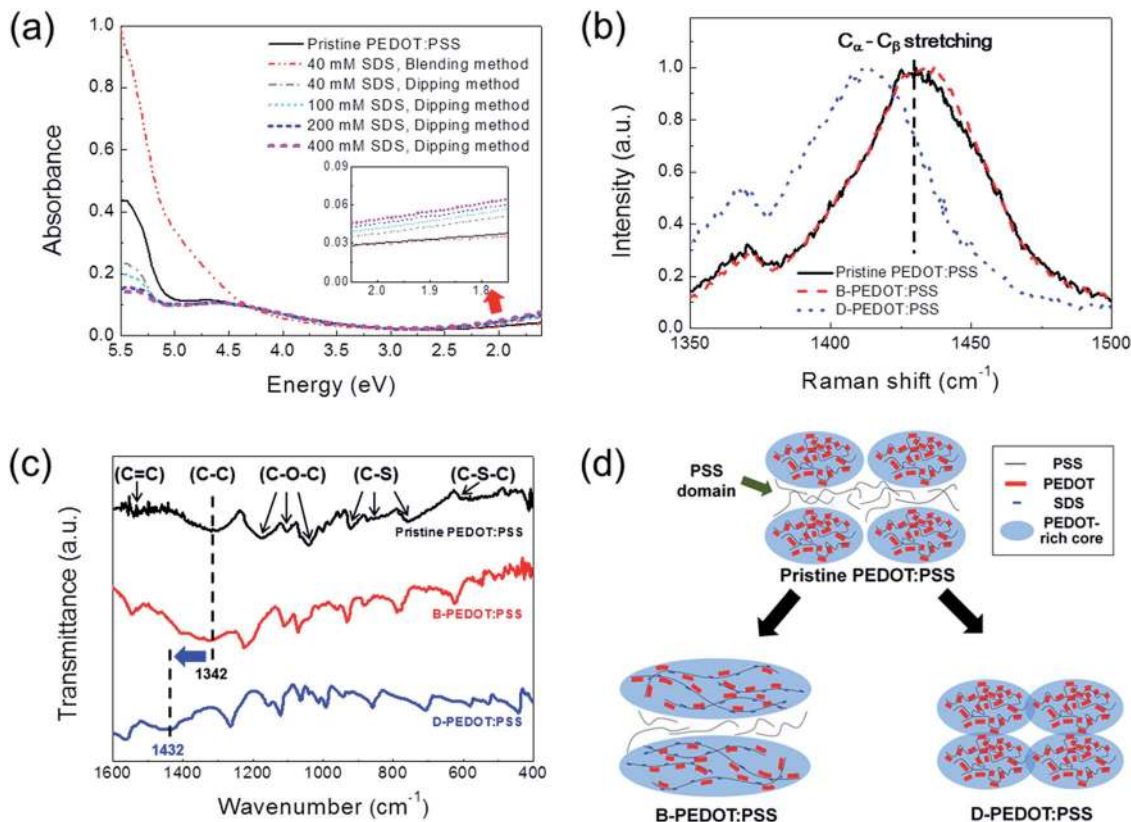 (a)
Absorbance
1.0
0.8
0.6
0.4
0.2
0.0
Pristine PEDOT:PSS
40 mM SDS, Blending method
40 mM SDS, Dipping method
100 mM SDS, Dipping method
200 mM SDS, Dipping method
400 mM SDS, Dipping method
0.09
0.06
0.03
0.00
2.0 1.9 1.8
5.5 5.0 4.5 4.0 3.5 3.0 2.5 2.0
Energy (eV)
(b)
Intensity (a.u.)
1.0
0.8
0.6
0.4
0.2
0.0
Cα - Cβ stretching
Pristine PEDOT:PSS
B-PEDOT:PSS
D-PEDOT:PSS
1350 1400 1450 1500
Raman shift (cm⁻¹)
(c)
Transmittance (a.u.)
(C=C) (C-C) (C-O-C) (C-S) (C-S-C)
Pristine PEDOT:PSS
B-PEDOT:PSS
1342
D-PEDOT:PSS
1432
1600 1400 1200 1000 800 600 400
Wavenumber (cm⁻¹)
(d)
PSS
domain
Pristine PEDOT:PSS
PSS
PEDOT
SDS
PEDOT-
rich core
B-PEDOT:PSS
D-PEDOT:PSS